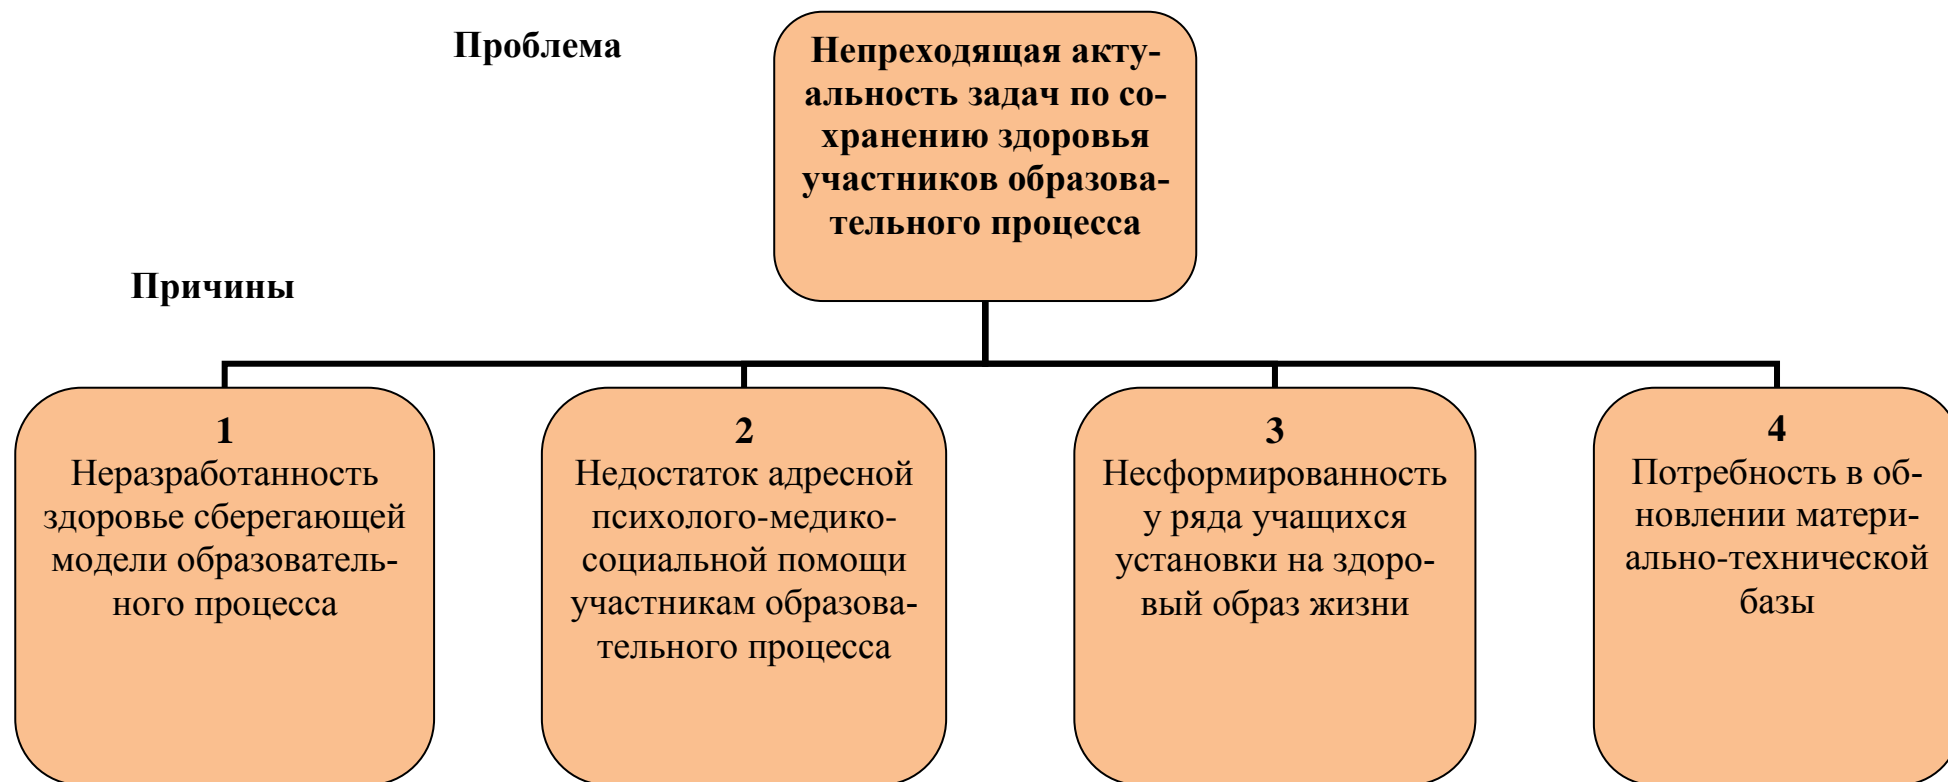 Проблема
Непреходящая акту-
альность задач по со-
хранению здоровья
участников образова-
тельного процесса
Причины
1
Неразработанность
здоровье сберегающей
модели образователь-
ного процесса
2
Недостаток адресной
психолого-медико-
социальной помощи
участникам образова-
тельного процесса
3
Несформированность
у ряда учащихся
установки на здоро-
вый образ жизни
4
Потребность в об-
новлении матери-
ально-технической
базы